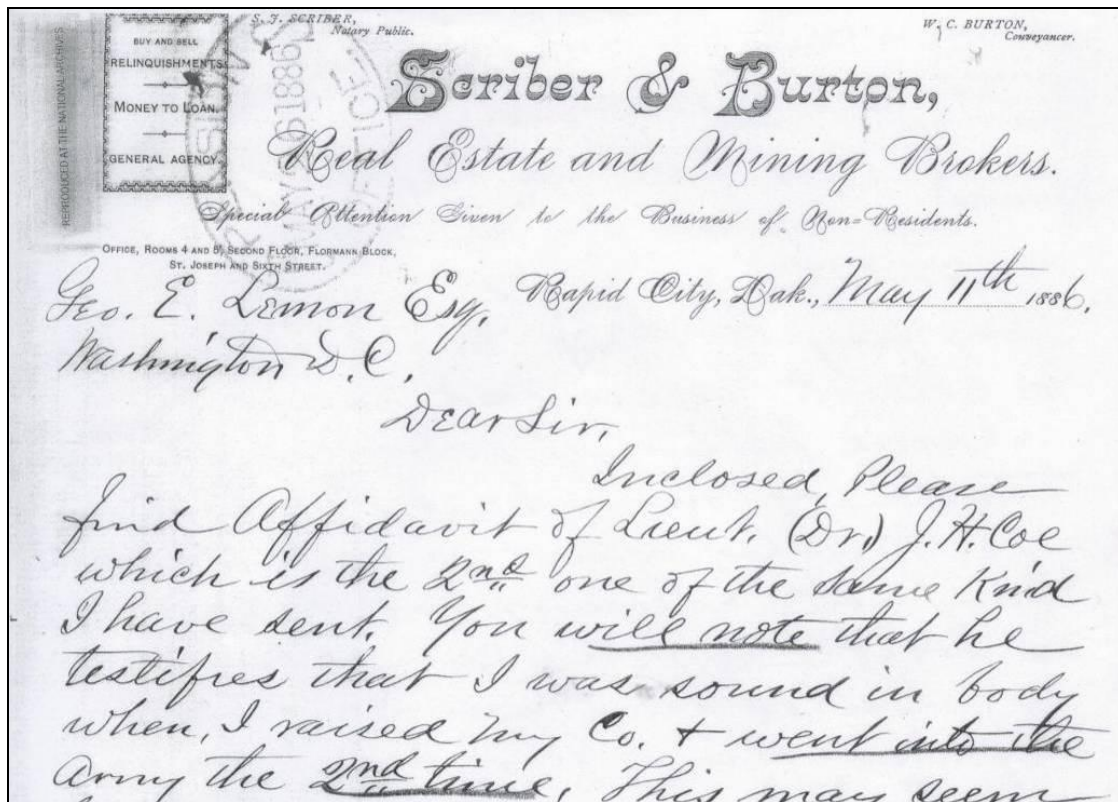 REPRODUCED AT THE NATIONAL ARCHIVES
BUY AND SELL
RELINQUISHMENTS
MONEY TO LOAN.
GENERAL AGENCY.
S. J. SCRIBER,
Notary Public.
W. C. BURTON,
Conveyancer.
MAY 26 1886
OFFICE
Scriber & Burton,
Real Estate and Mining Brokers.
Special Attention Given to the Business of Non-Residents.
OFFICE, ROOMS 4 AND 5, SECOND FLOOR, FLORMANN BLOCK,
ST. JOSEPH AND SIXTH STREET.
Rapid City, Dak., May 11th 1886.
Geo. E. Lemon Esq.
Washington D.C.
Dear Sir,
Inclosed, Please
find Affidavit of Lieut. (Dr.) J. H. Coe
which is the 2nd one of the same Kind
I have sent. You will note that he
testifies that I was sound in body
when, I raised my Co. + went into the
Army the 2nd time. This may seem